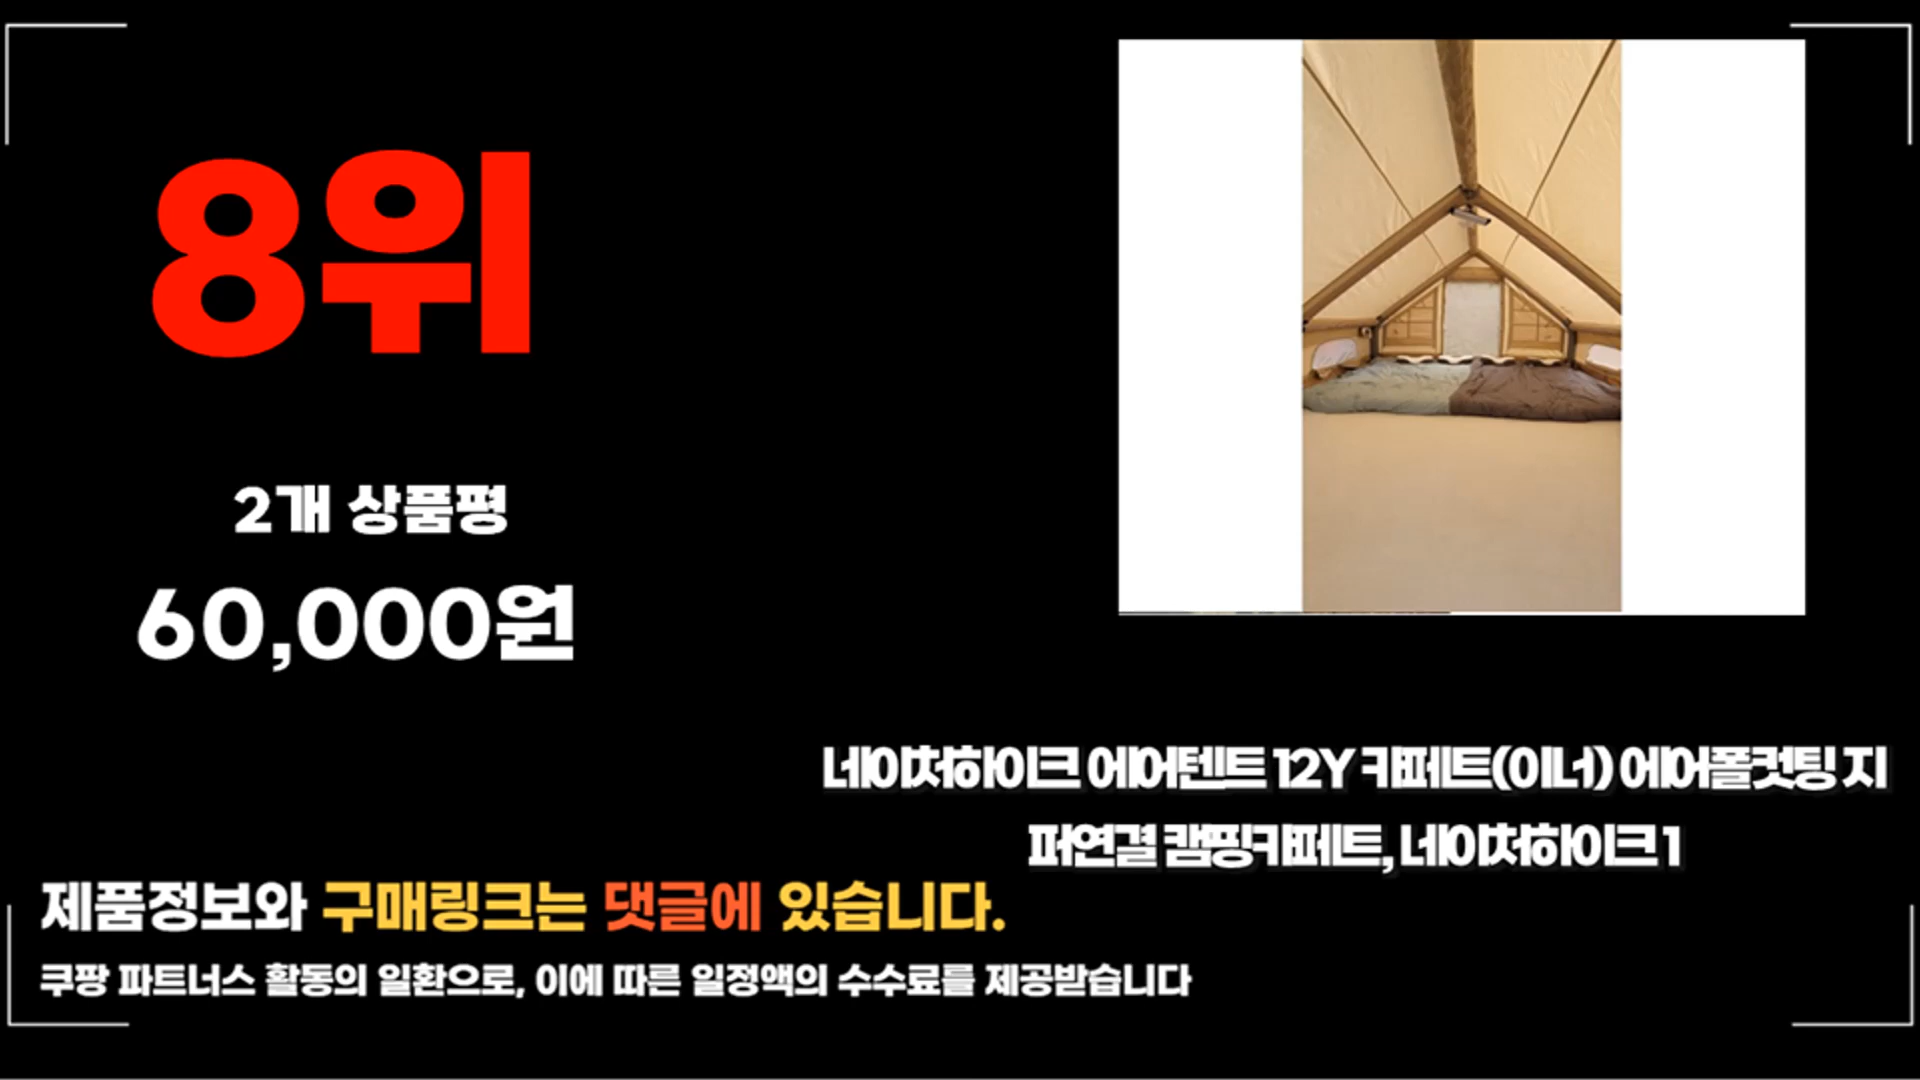 8위
2개 상품평
60,000원
네이처하이크 에어텐트 12Y 카페트(이너) 에어폴컷팅 지
퍼연결 캠핑카페트, 네이처하이크 1
제품정보와 구매링크는 댓글에 있습니다.
쿠팡 파트너스 활동의 일환으로, 이에 따른 일정액의 수수료를 제공받습니다